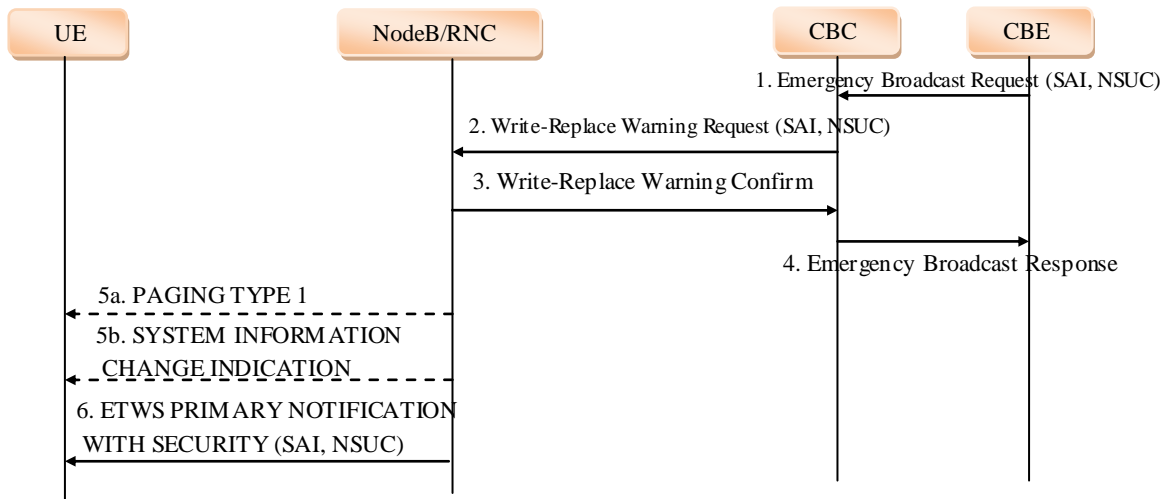 UE
NodeB/RNC
CBC
CBE
1. Emergency Broadcast Request (SAI, NSUC)
2. Write-Replace Warning Request (SAI, NSUC)
3. Write-Replace Warning Confirm
4. Emergency Broadcast Response
5a. PAGING TYPE 1
5b. SYSTEM INFORMATION
CHANGE INDICATION
6. ETWS PRIMARY NOTIFICATION
WITH SECURITY (SAI, NSUC)